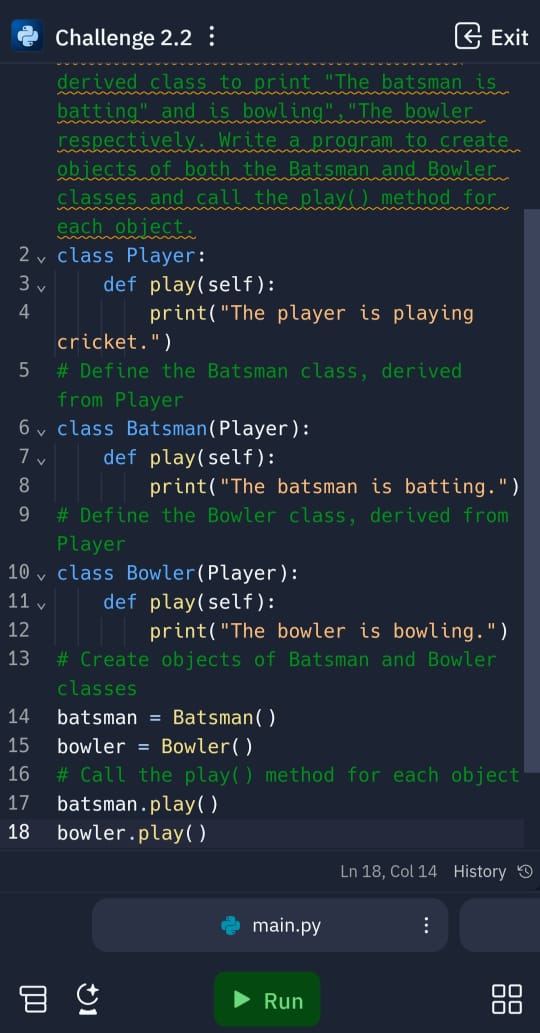 Challenge 2.2
Exit
derived class to print "The batsman is
batting" and is bowling","The bowler
respectively. Write a program to create
objects of both the Batsman and Bowler
classes and call the play() method for
each object.
2 class Player:
3 def play(self):
4 print("The player is playing
cricket.")
5 # Define the Batsman class, derived
from Player
6 class Batsman(Player):
7 def play(self):
8 print("The batsman is batting.")
9 # Define the Bowler class, derived from
Player
10 class Bowler(Player):
11 def play(self):
12 print("The bowler is bowling.")
13 # Create objects of Batsman and Bowler
classes
14 batsman = Batsman()
15 bowler = Bowler()
16 # Call the play() method for each object
17 batsman.play()
18 bowler.play()
Ln 18, Col 14 History
main.py
Run